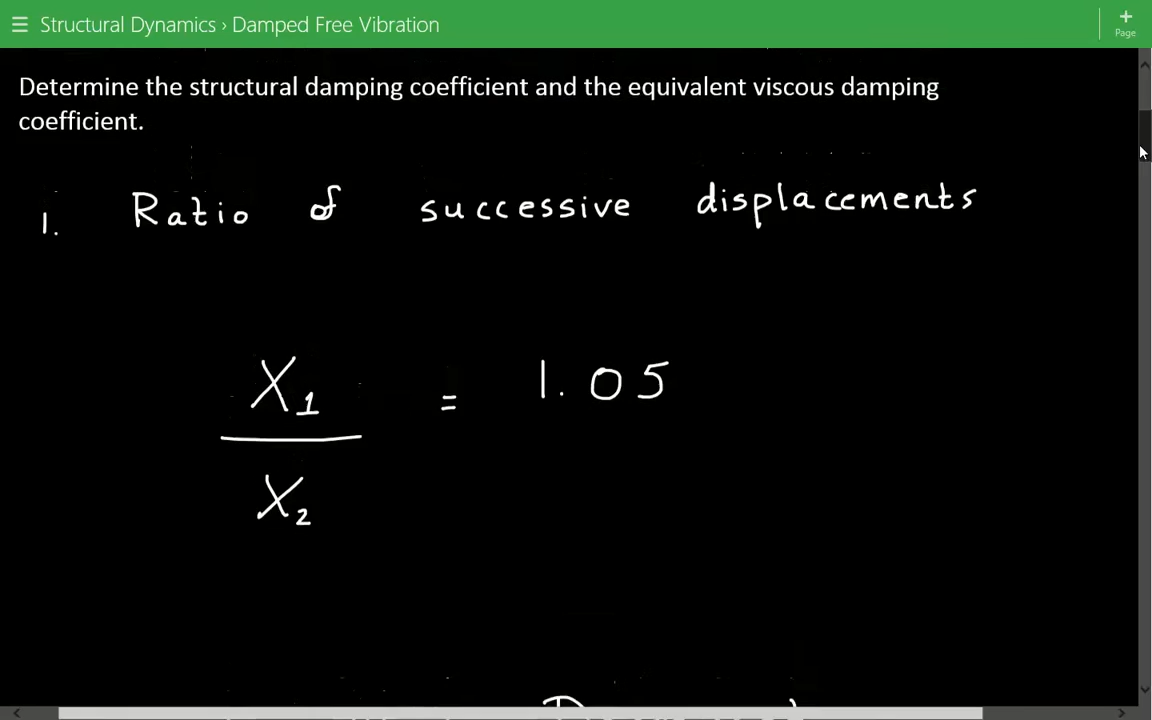 Structural Dynamics › Damped Free Vibration
Page
Determine the structural damping coefficient and the equivalent viscous damping
coefficient.
1. Ratio of successive displacements
X1
= 1.05
X2